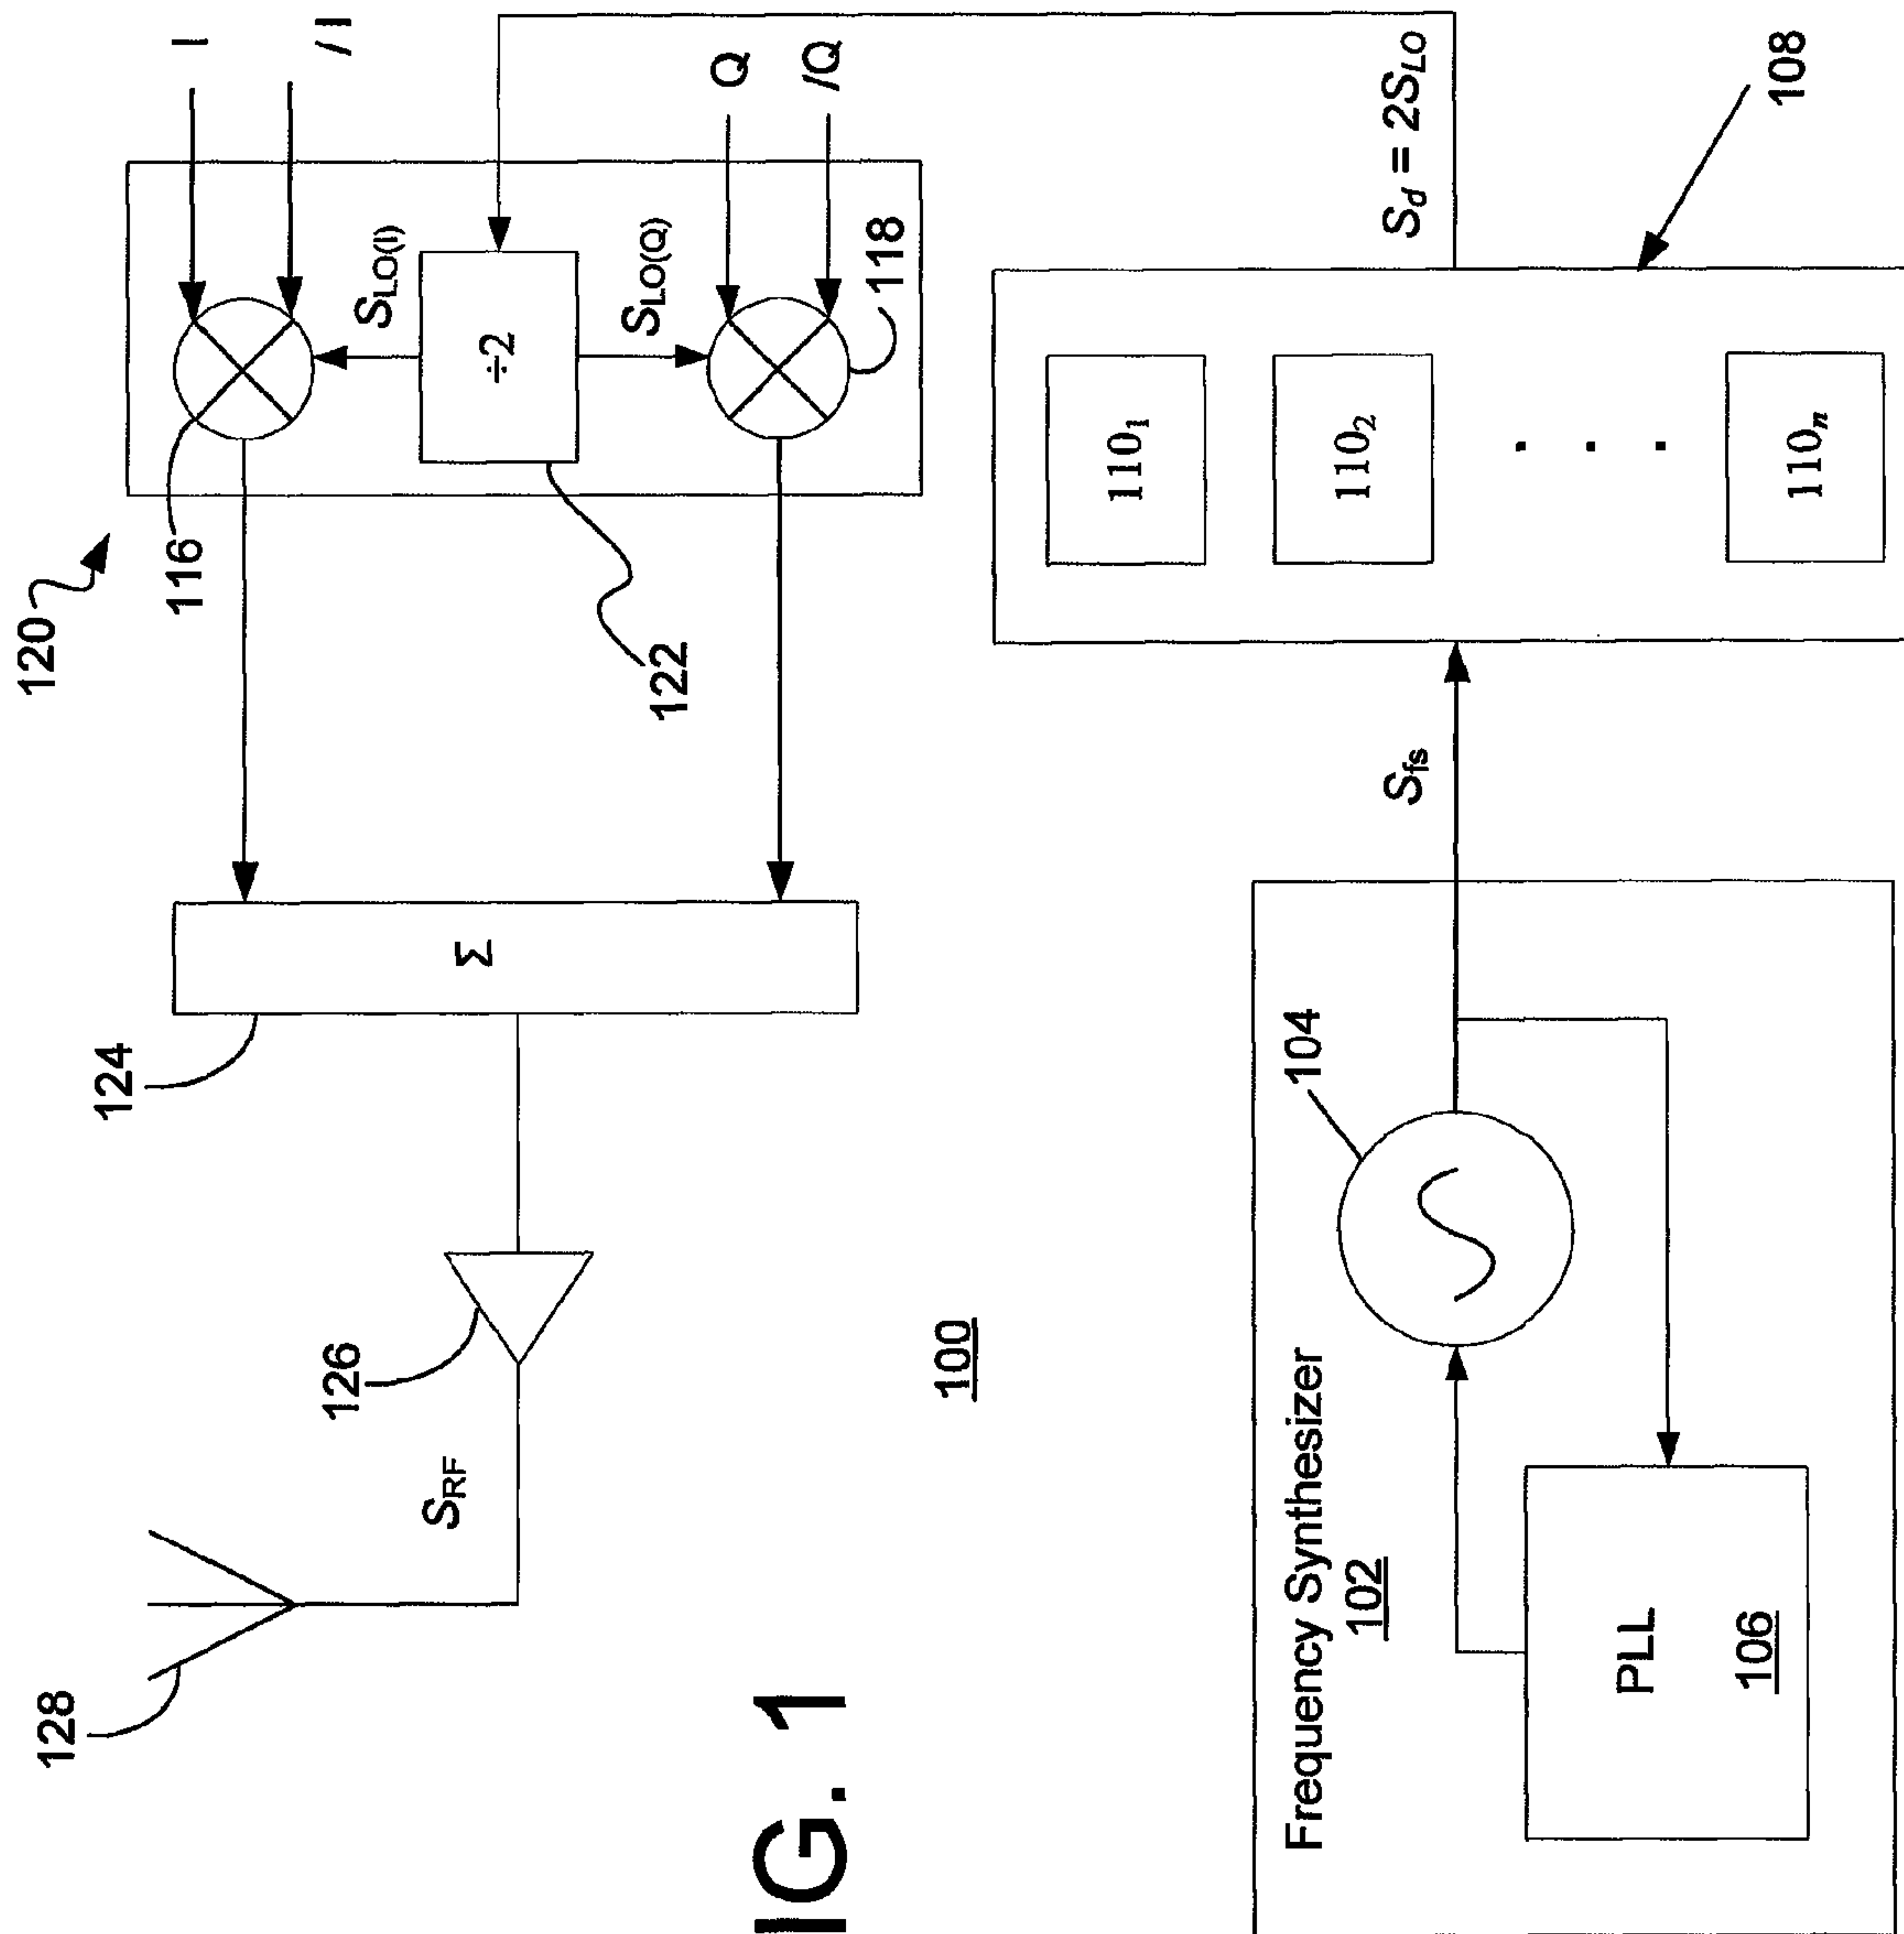 120
116
I
/I
S_LO(I)
÷2
S_LO(Q)
Q
/Q
118
122
124
Σ
126
S_RF
128
100
S_d = 2S_LO
108
110_1
110_2
. . .
110_n
S_fs
104
Frequency Synthesizer
102
PLL
106
IG. 1